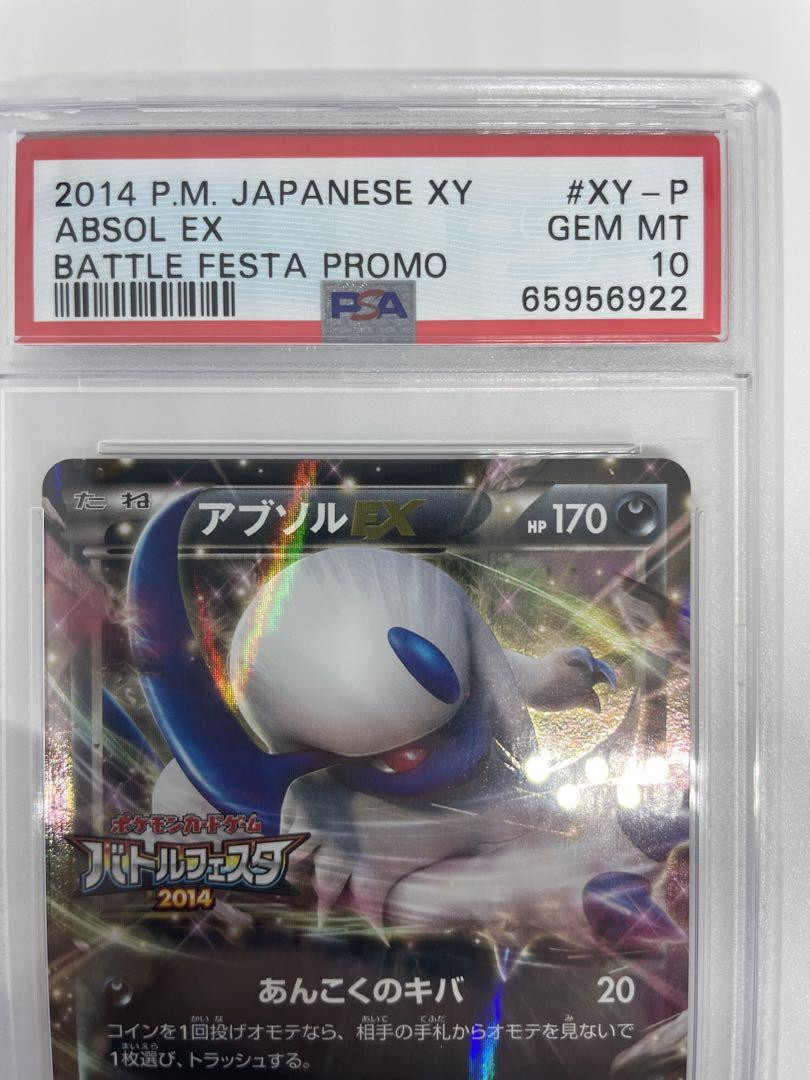 2014 P.M. JAPANESE XY #XY-P
ABSOL EX GEM MT
BATTLE FESTA PROMO 10
PSA 65956922
たね アブソルEX HP 170
ポケモンカードゲーム
バトルフェスタ
2014
あんこくのキバ 20
コインを1回投げオモテなら、相手の手札からオモテを見ないで
1枚選び、トラッシュする。